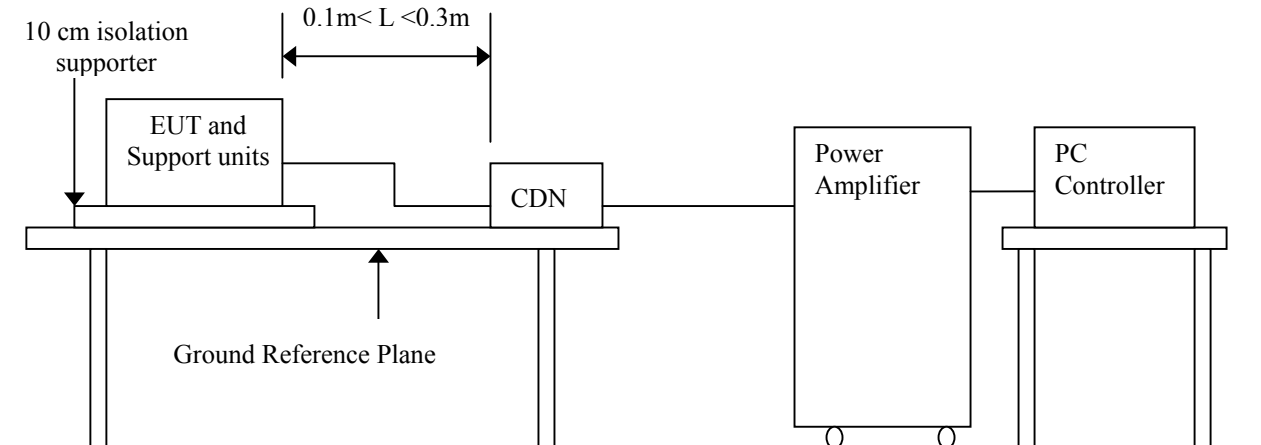 0.1m< L <0.3m
10 cm isolation
supporter
EUT and
Support units
CDN
Power
Amplifier
PC
Controller
Ground Reference Plane